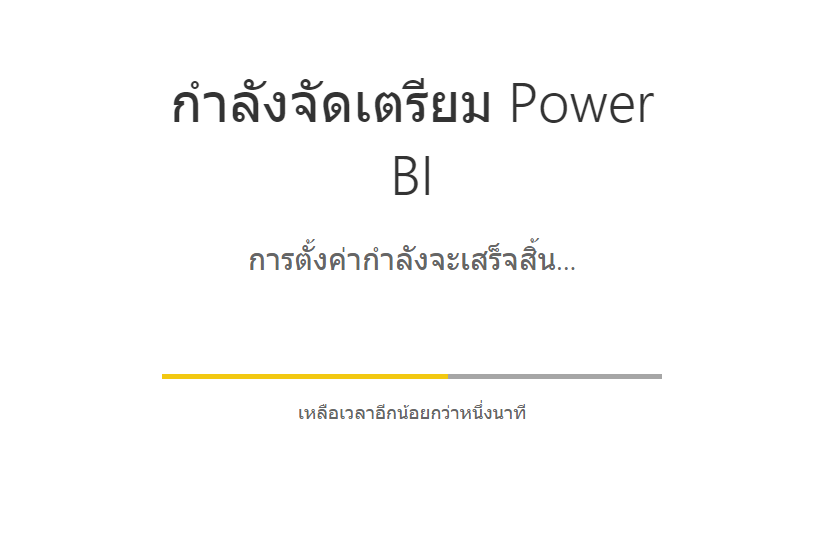 กำลังจัดเตรียม Power
BI
การตั้งค่ากำลังจะเสร็จสิ้น...
เหลือเวลาอีกน้อยกว่าหนึ่งนาที